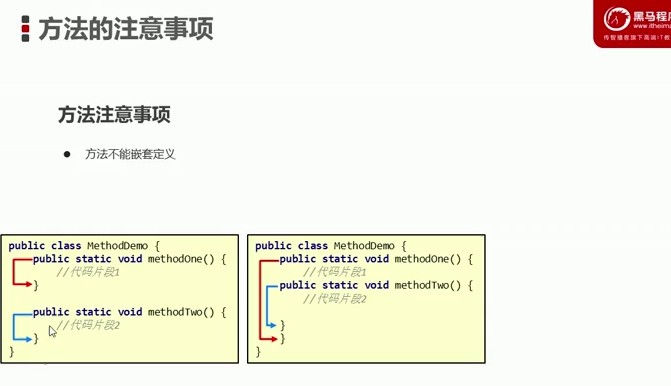 方法的注意事项
黑马程序
www.itheima
传智播客旗下高端IT教
方法注意事项
● 方法不能嵌套定义
public class MethodDemo {
public static void methodOne() {
//代码片段1
}
public static void methodTwo() {
//代码片段2
}
}
public class MethodDemo {
public static void methodOne() {
//代码片段1
public static void methodTwo() {
//代码片段2
}
}
}